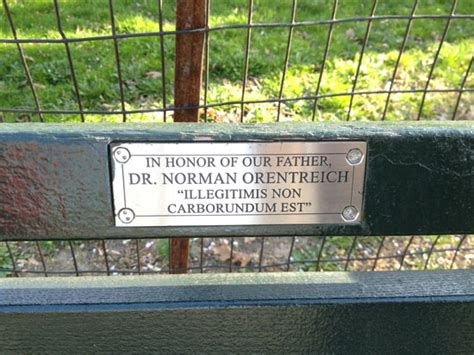 IN HONOR OF OUR FATHER,
DR. NORMAN ORENTREICH
“ILLEGITIMIS NON
CARBORUNDUM EST”